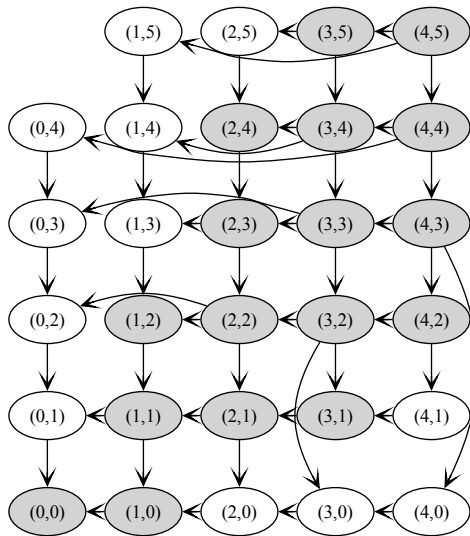 (1,5) (2,5) (3,5) (4,5)
(0,4) (1,4) (2,4) (3,4) (4,4)
(0,3) (1,3) (2,3) (3,3) (4,3)
(0,2) (1,2) (2,2) (3,2) (4,2)
(0,1) (1,1) (2,1) (3,1) (4,1)
(0,0) (1,0) (2,0) (3,0) (4,0)